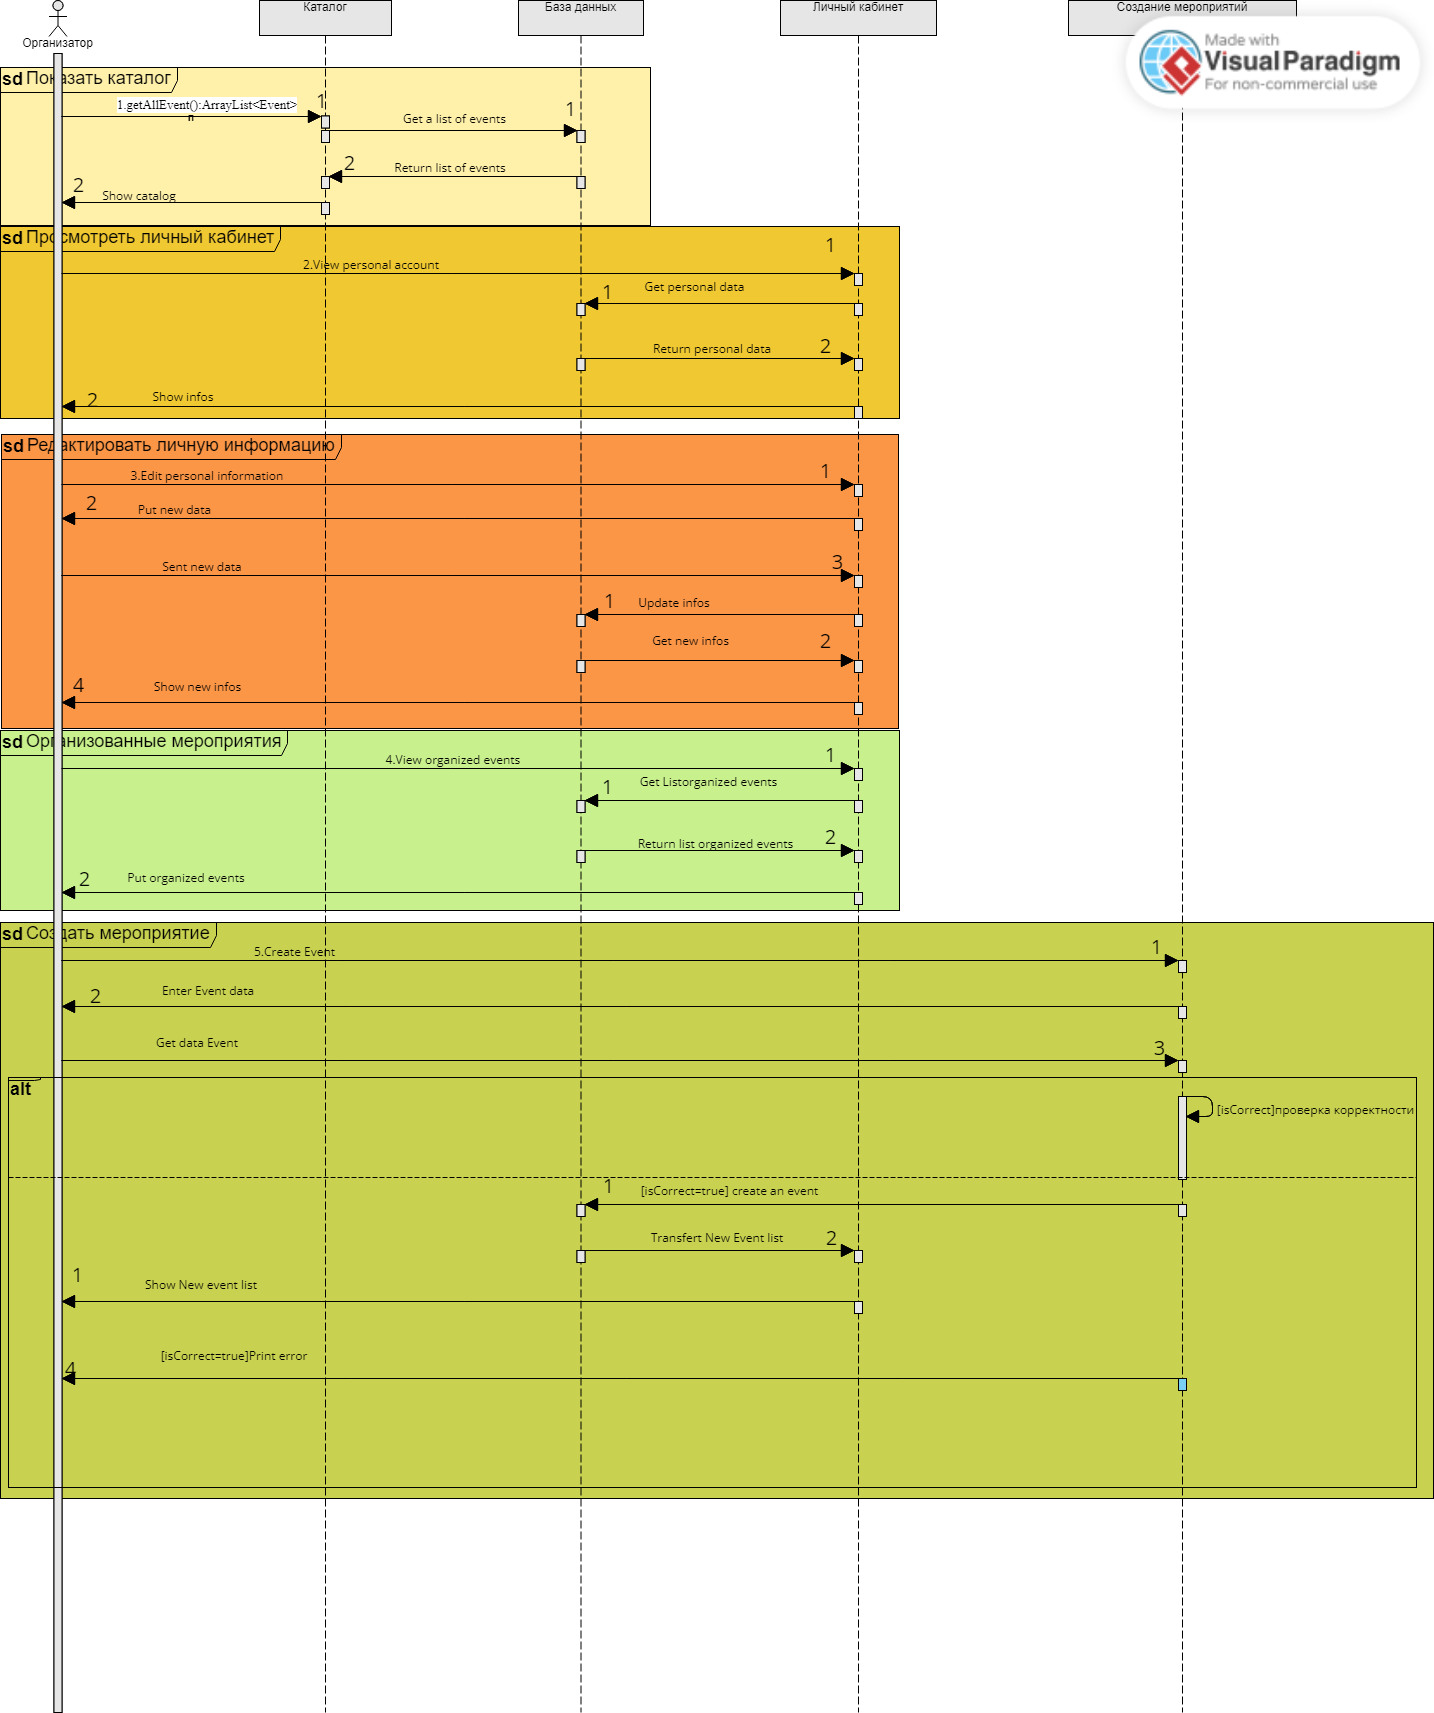 Организатор
Каталог
База данных
Личный кабинет
Создание мероприятий
Made with
Visual Paradigm
For non-commercial use
sd Показать каталог
1.getAllEvent():ArrayList<Event>
п
1
Get a list of events
1
Return list of events
2
Show catalog
2
sd Просмотреть личный кабинет
2.View personal account
1
Get personal data
1
Return personal data
2
Show infos
2
sd Редактировать личную информацию
3.Edit personal information
1
Put new data
2
Sent new data
3
Update infos
1
Get new infos
2
Show new infos
4
sd Организованные мероприятия
4.View organized events
1
Get Listorganized events
1
Return list organized events
2
Put organized events
2
sd Создать мероприятие
5.Create Event
1
Enter Event data
2
Get data Event
3
alt
[isCorrect]проверка корректности
[isCorrect=true] create an event
1
Transfert New Event list
2
Show New event list
1
[isCorrect=true]Print error
4